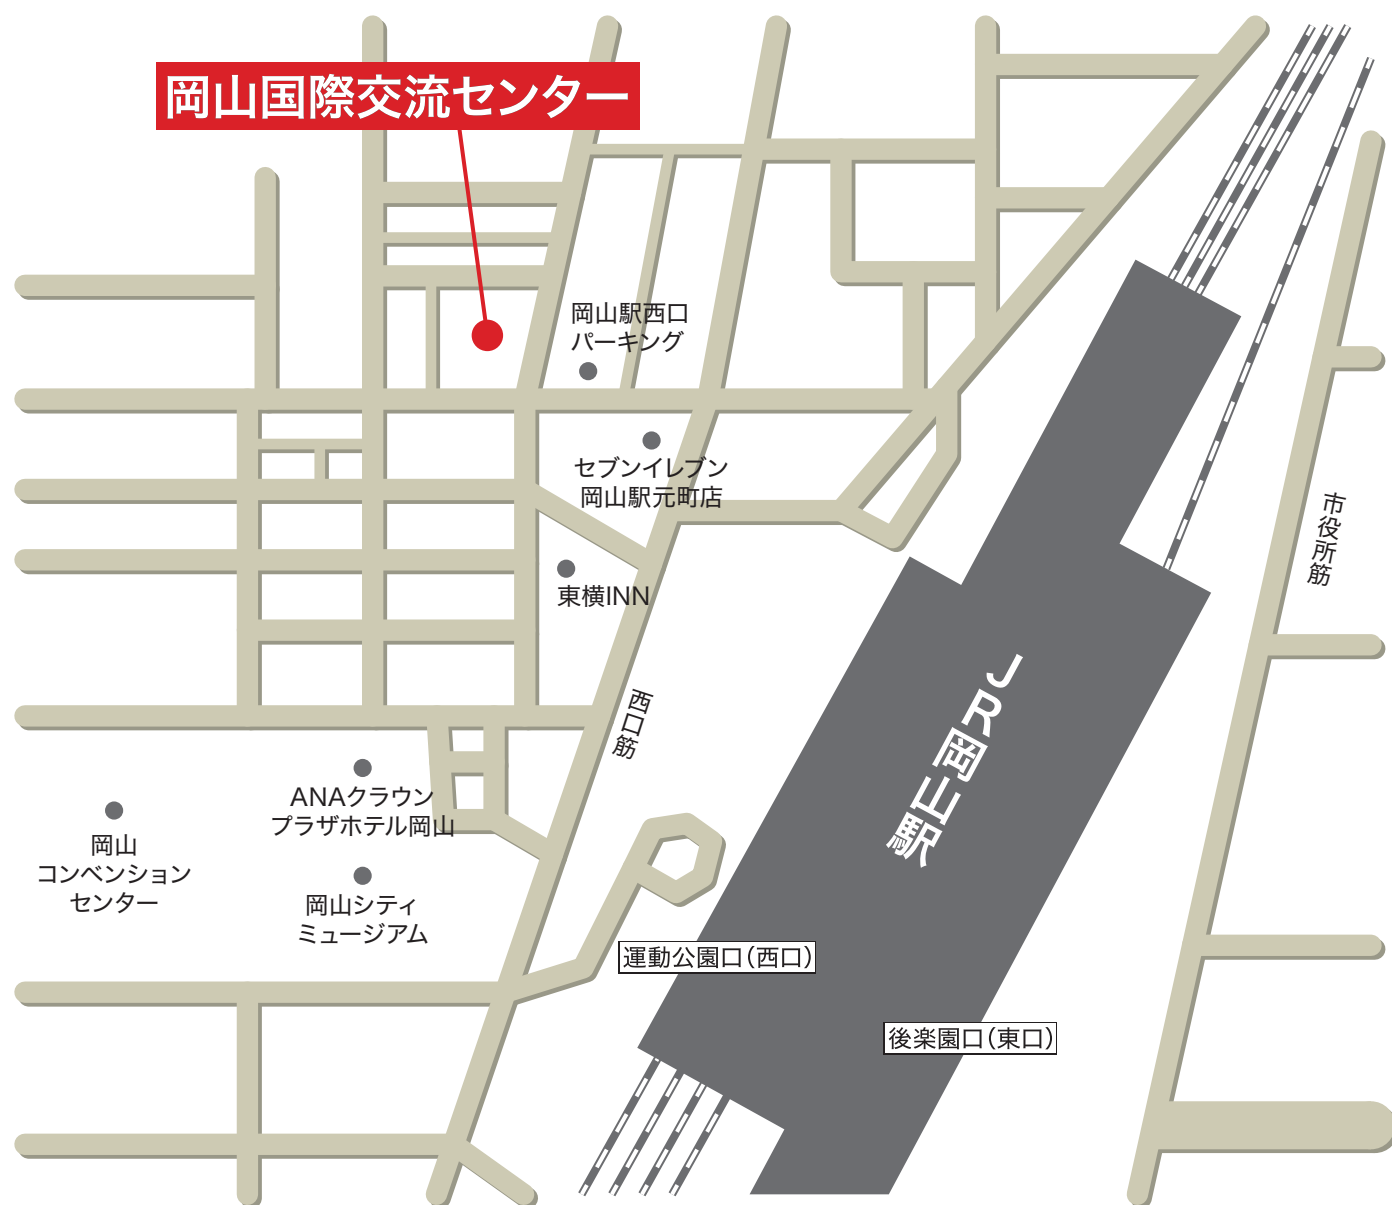 岡山国際交流センター
岡山駅西口
パーキング
セブンイレブン
岡山駅元町店
市役所筋
東横INN
西口筋
JR岡山駅
ANAクラウン
プラザホテル岡山
岡山
コンベンション
センター
岡山シティ
ミュージアム
運動公園口（西口）
後楽園口（東口）